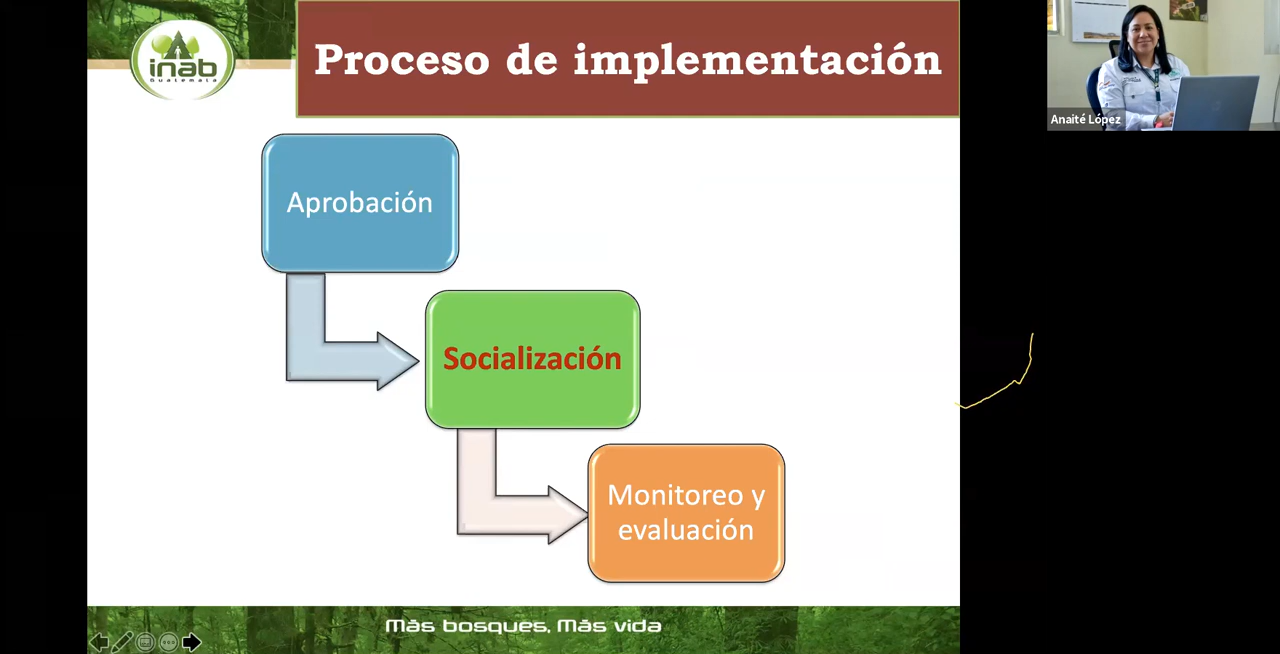 inab
Guatemala
Proceso de implementación
Anaité López
Aprobación
Socialización
Monitoreo y
evaluación
Más bosques, Más vida